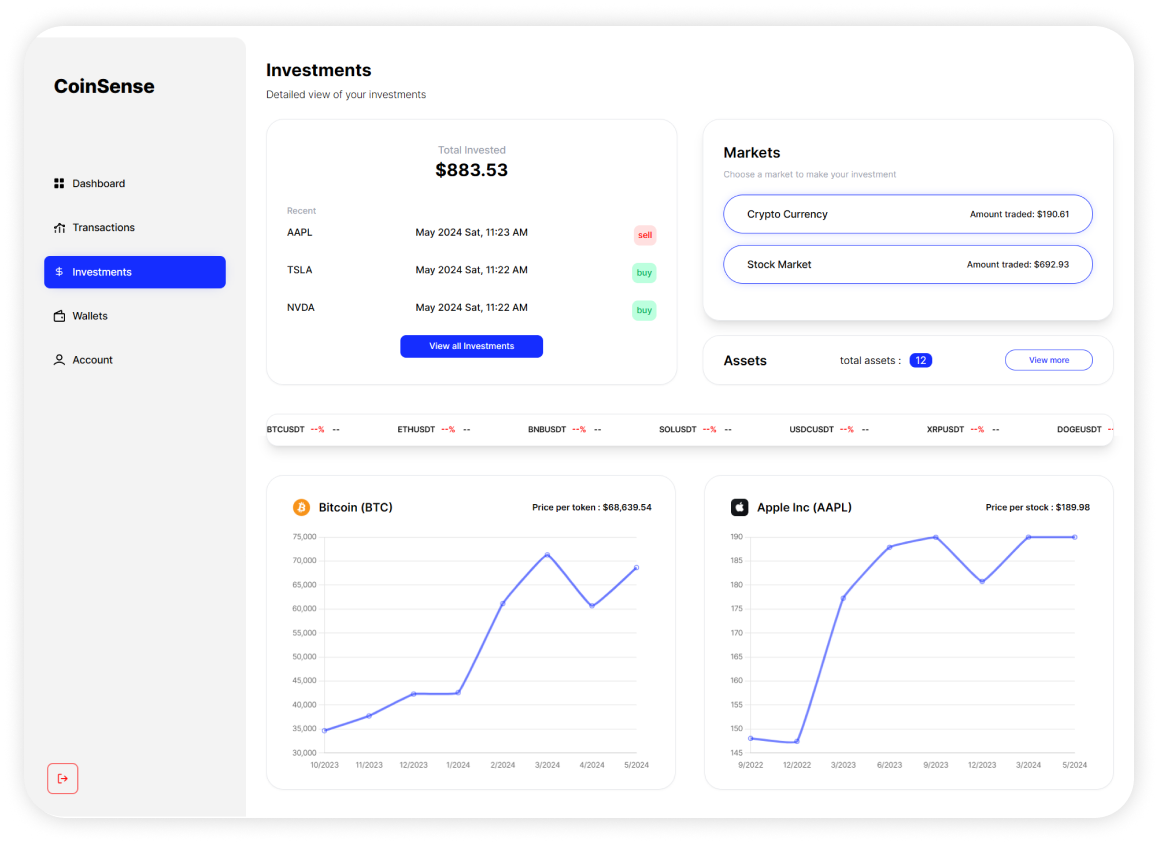 CoinSense
Dashboard
Transactions
Investments
Wallets
Account
Investments
Detailed view of your investments
Total Invested
$883.53
Recent
AAPL May 2024 Sat, 11:23 AM sell
TSLA May 2024 Sat, 11:22 AM buy
NVDA May 2024 Sat, 11:22 AM buy
View all Investments
Markets
Choose a market to make your investment
Crypto Currency Amount traded: $190.61
Stock Market Amount traded: $692.93
Assets total assets : 12 View more
BTCUSDT --% -- ETHUSDT --% -- BNBUSDT --% -- SOLUSDT --% -- USDCUSDT --% -- XRPUSDT --% -- DOGEUSDT --
Bitcoin (BTC) Price per token : $68,639.54
75,000
70,000
65,000
60,000
55,000
50,000
45,000
40,000
35,000
30,000
10/2023 11/2023 12/2023 1/2024 2/2024 3/2024 4/2024 5/2024
Apple Inc (AAPL) Price per stock : $189.98
190
185
180
175
170
165
160
155
150
145
9/2022 12/2022 3/2023 6/2023 9/2023 12/2023 3/2024 5/2024